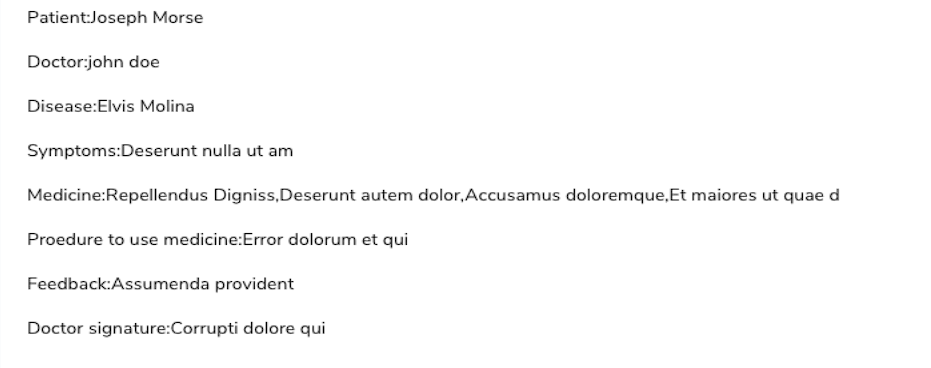 Patient:Joseph Morse
Doctor:john doe
Disease:Elvis Molina
Symptoms:Deserunt nulla ut am
Medicine:Repellendus Digniss,Deserunt autem dolor,Accusamus doloremque,Et maiores ut quae d
Proedure to use medicine:Error dolorum et qui
Feedback:Assumenda provident
Doctor signature:Corrupti dolore qui